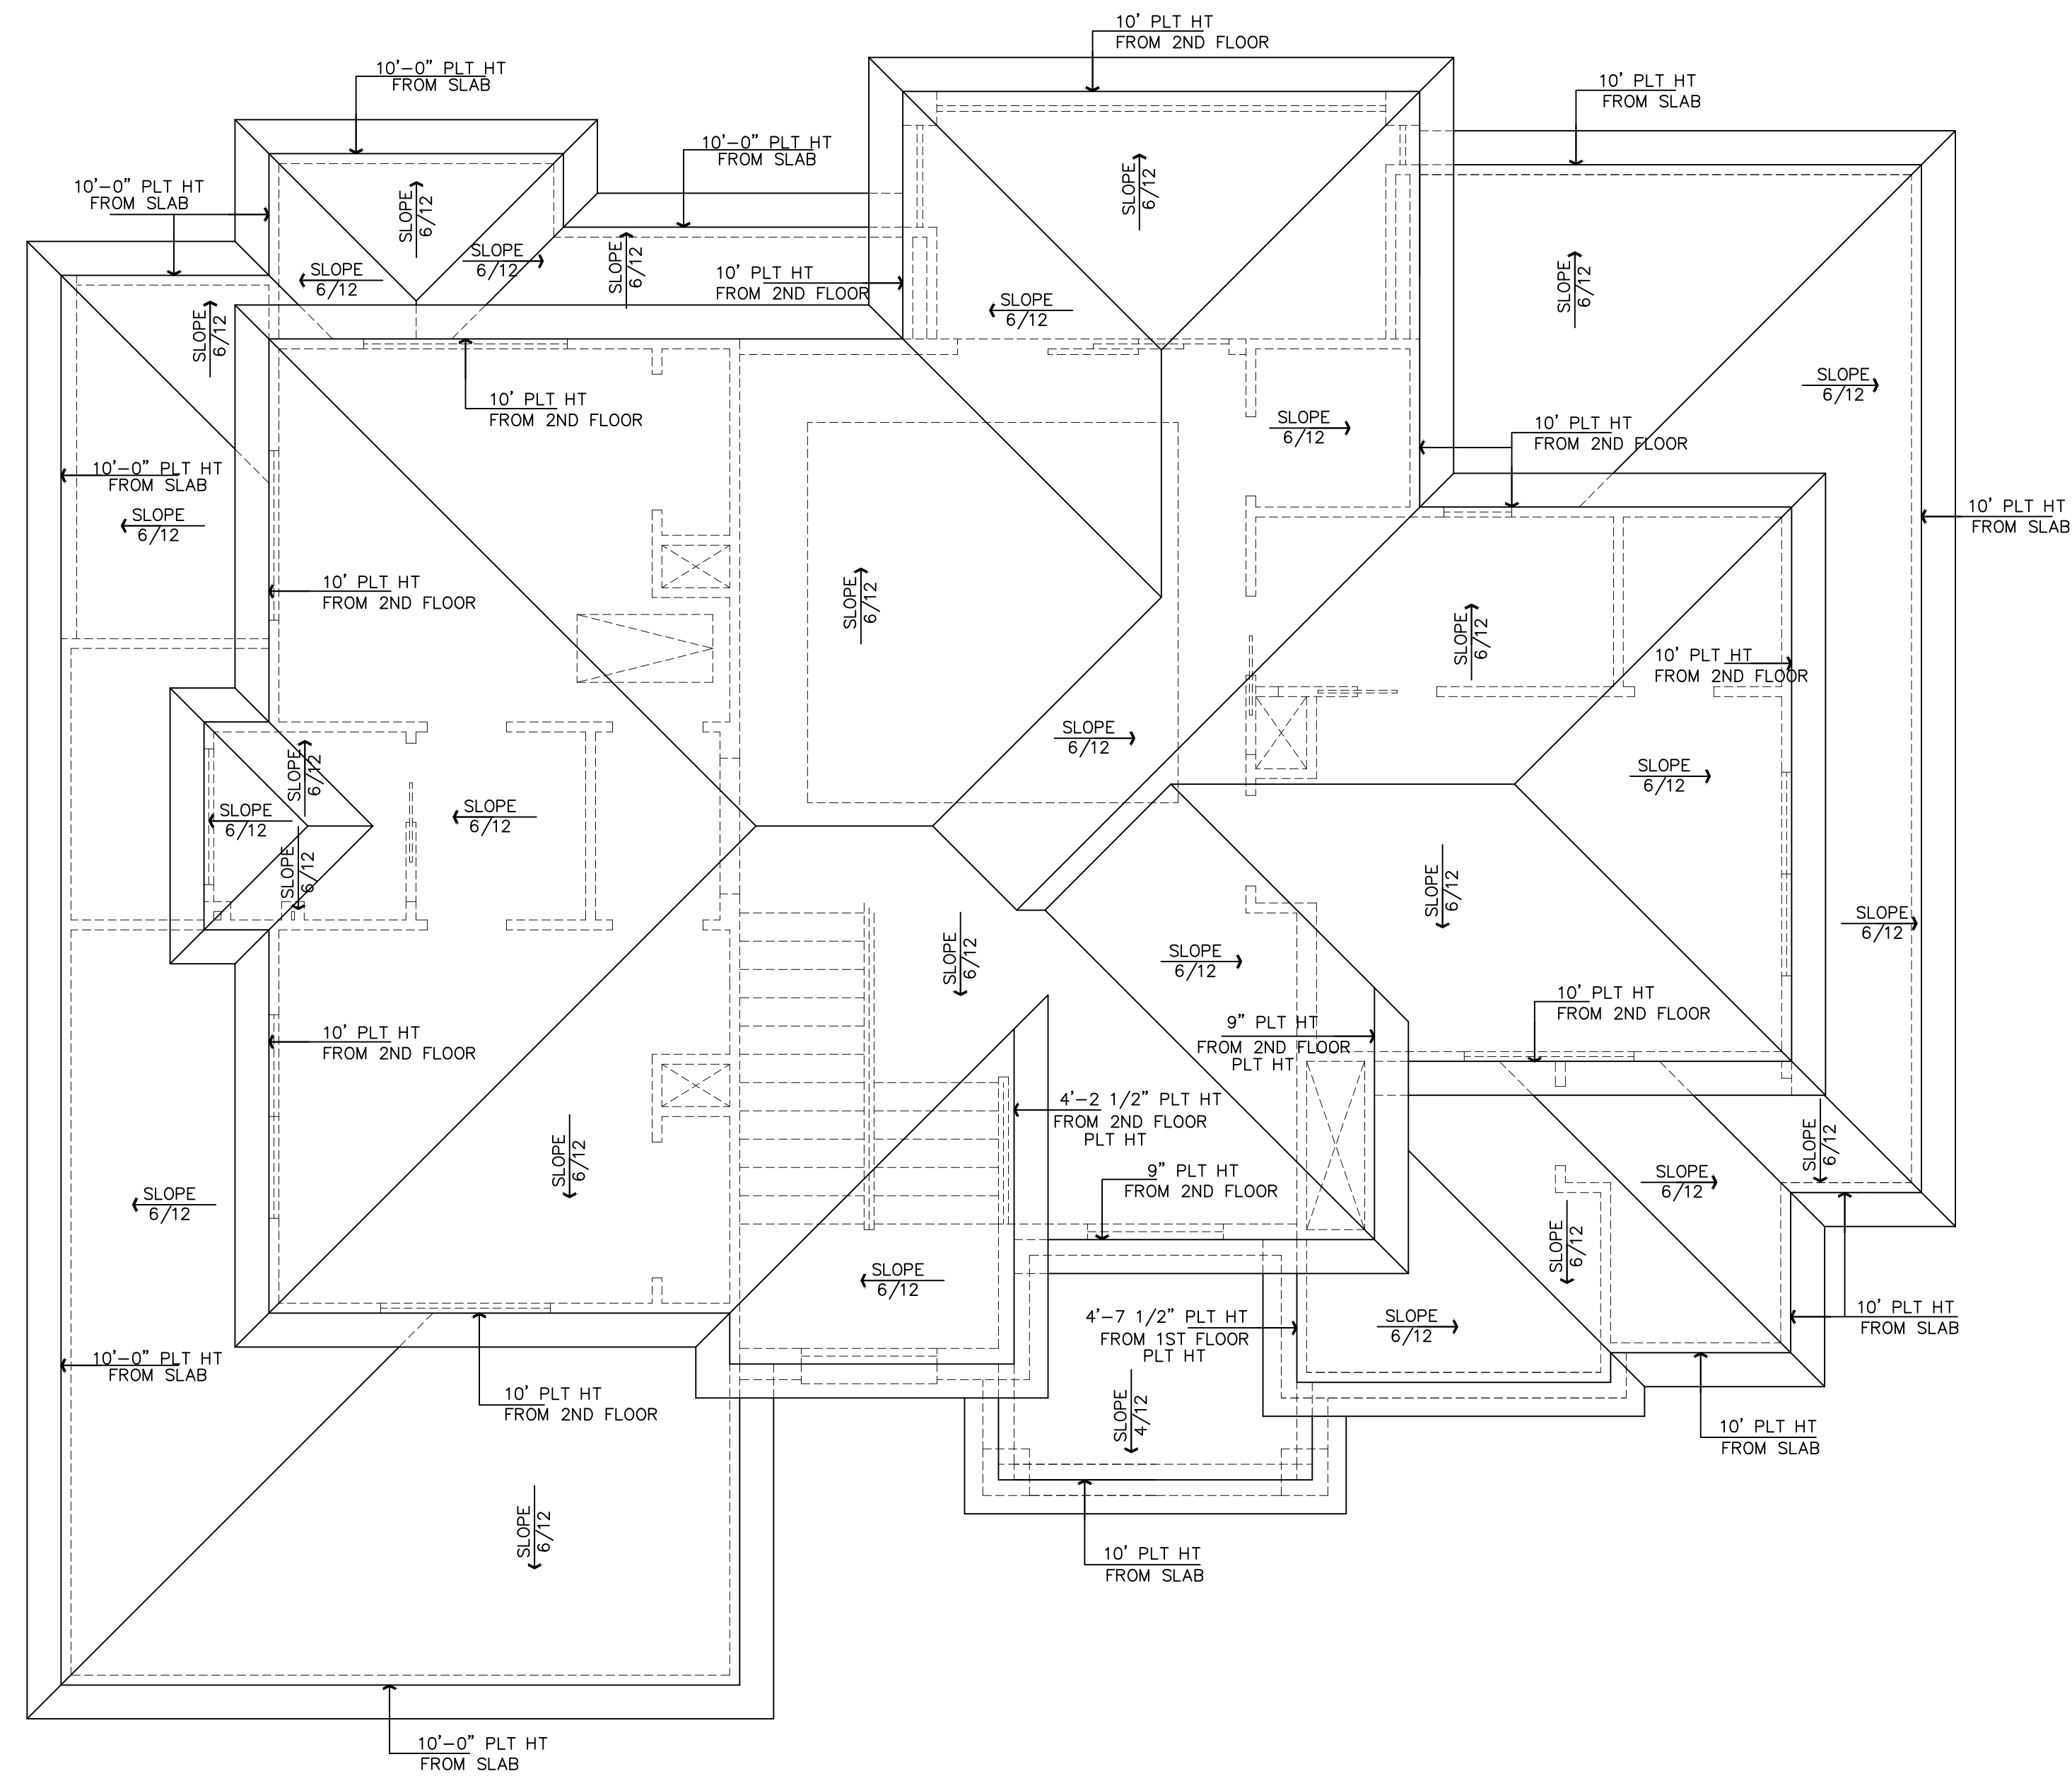 10' PLT HT
FROM 2ND FLOOR
10'-0" PLT HT
FROM SLAB
10' PLT HT
FROM SLAB
10'-0" PLT HT
FROM SLAB
10'-0" PLT HT
FROM SLAB
SLOPE
6/12
SLOPE
6/12
SLOPE
6/12
SLOPE
6/12
SLOPE
6/12
10' PLT HT
FROM 2ND FLOOR
SLOPE
6/12
SLOPE
6/12
SLOPE
6/12
SLOPE
6/12
10' PLT HT
FROM 2ND FLOOR
SLOPE
6/12
10' PLT HT
FROM 2ND FLOOR
10'-0" PLT HT
FROM SLAB
SLOPE
6/12
10' PLT HT
FROM SLAB
10' PLT HT
FROM 2ND FLOOR
SLOPE
6/12
SLOPE
6/12
10' PLT HT
FROM 2ND FLOOR
SLOPE
6/12
SLOPE
6/12
SLOPE
6/12
SLOPE
6/12
SLOPE
6/12
SLOPE
6/12
SLOPE
6/12
SLOPE
6/12
SLOPE
6/12
SLOPE
6/12
10' PLT HT
FROM 2ND FLOOR
10' PLT HT
FROM 2ND FLOOR
9" PLT HT
FROM 2ND FLOOR
PLT HT
4'-2 1/2" PLT HT
FROM 2ND FLOOR
PLT HT
9" PLT HT
FROM 2ND FLOOR
SLOPE
6/12
SLOPE
6/12
SLOPE
6/12
SLOPE
6/12
SLOPE
6/12
SLOPE
6/12
4'-7 1/2" PLT HT
FROM 1ST FLOOR
PLT HT
SLOPE
6/12
10' PLT HT
FROM SLAB
10'-0" PLT HT
FROM SLAB
10' PLT HT
FROM 2ND FLOOR
SLOPE
4/12
10' PLT HT
FROM SLAB
SLOPE
6/12
10' PLT HT
FROM SLAB
10'-0" PLT HT
FROM SLAB